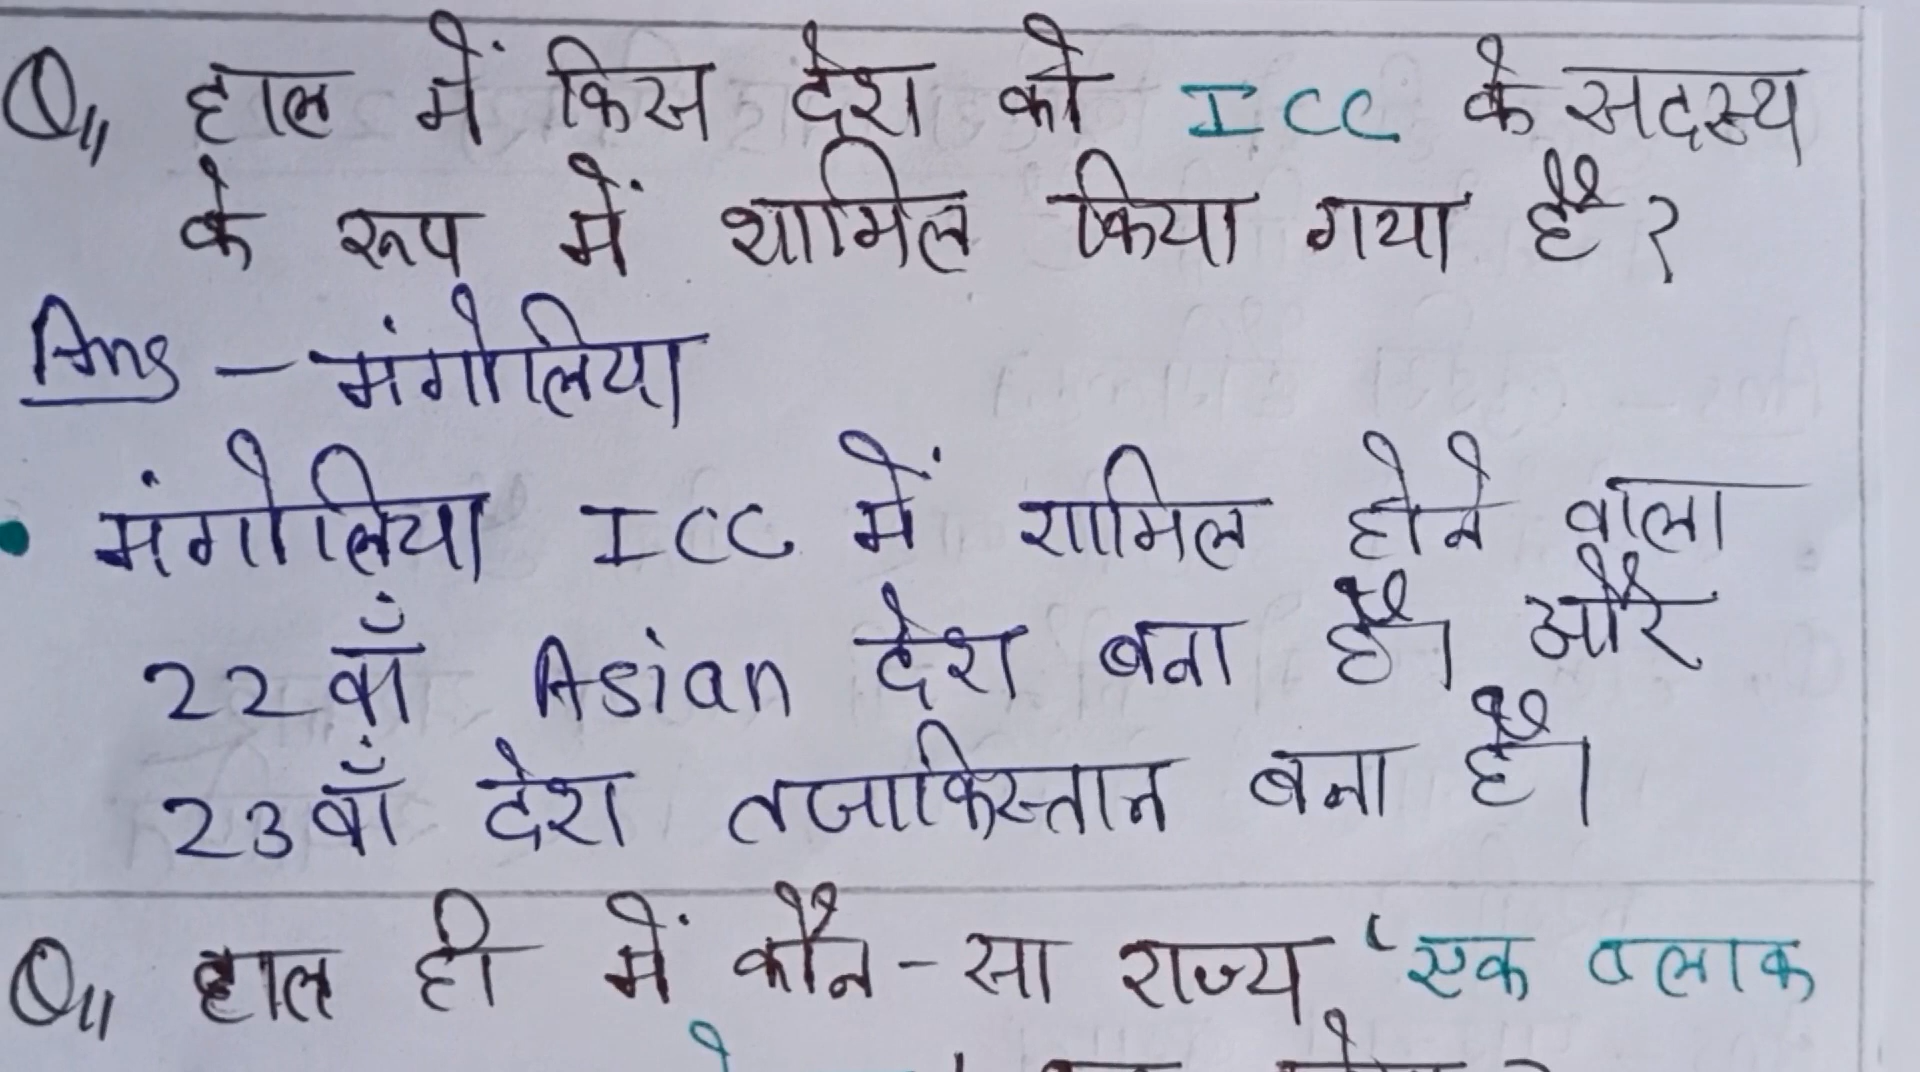 Q,, हाल में किस देश को ICC के सदस्य
के रूप में शामिल किया गया है?
Ans - मंगोलिया
• मंगोलिया ICC में शामिल होने वाला
22वाँ Asian देश बना है। और
23वाँ देश तजाकिस्तान बना है।
Q,, हाल ही में कौन-सा राज्य ‘एक ब्लाक